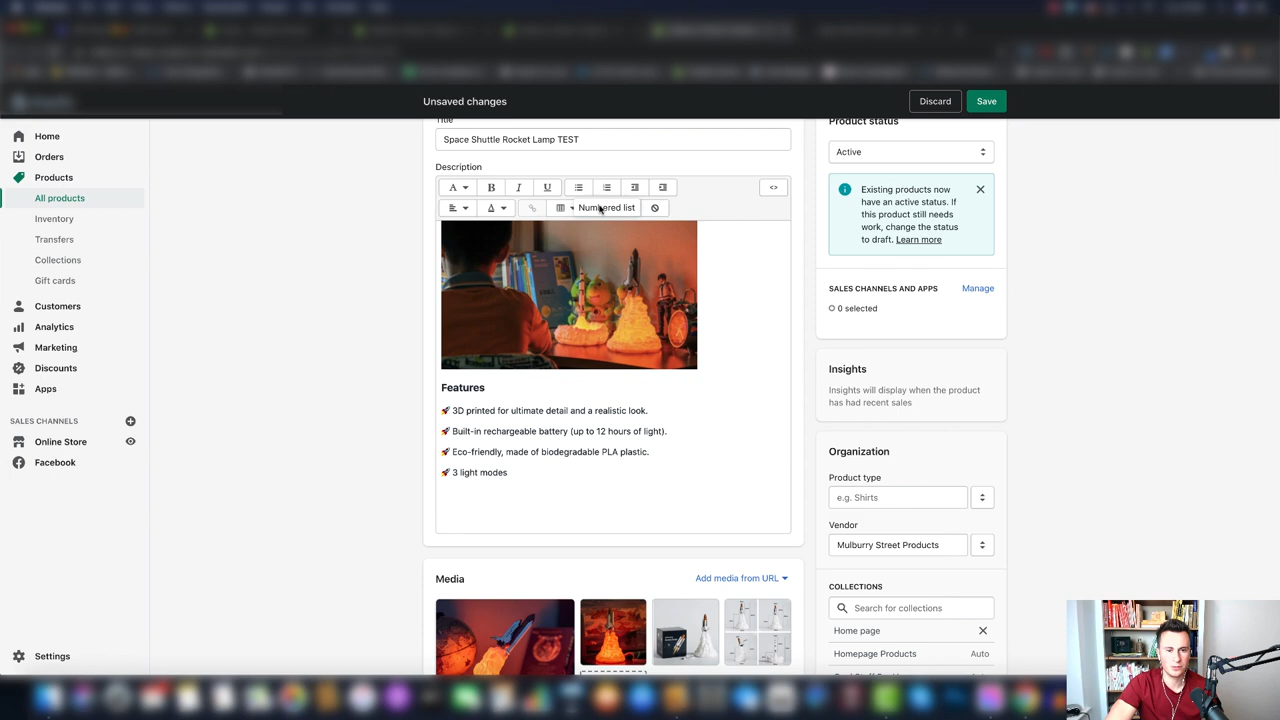 Unsaved changes
Discard
Save
Home
Orders
Products
All products
Inventory
Transfers
Collections
Gift cards
Customers
Analytics
Marketing
Discounts
Apps
SALES CHANNELS
Online Store
Facebook
Settings
Title
Space Shuttle Rocket Lamp TEST
Description
A
B
I
U
<>
A
Numbered list
Features
🚀 3D printed for ultimate detail and a realistic look.
🚀 Built-in rechargeable battery (up to 12 hours of light).
🚀 Eco-friendly, made of biodegradable PLA plastic.
🚀 3 light modes
Media
Add media from URL
Product status
Active
Existing products now
have an active status. If
this product still needs
work, change the status
to draft. Learn more
SALES CHANNELS AND APPS
Manage
0 selected
Insights
Insights will display when the product
has had recent sales
Organization
Product type
e.g. Shirts
Vendor
Mulburry Street Products
COLLECTIONS
Search for collections
Home page
Homepage Products
Auto